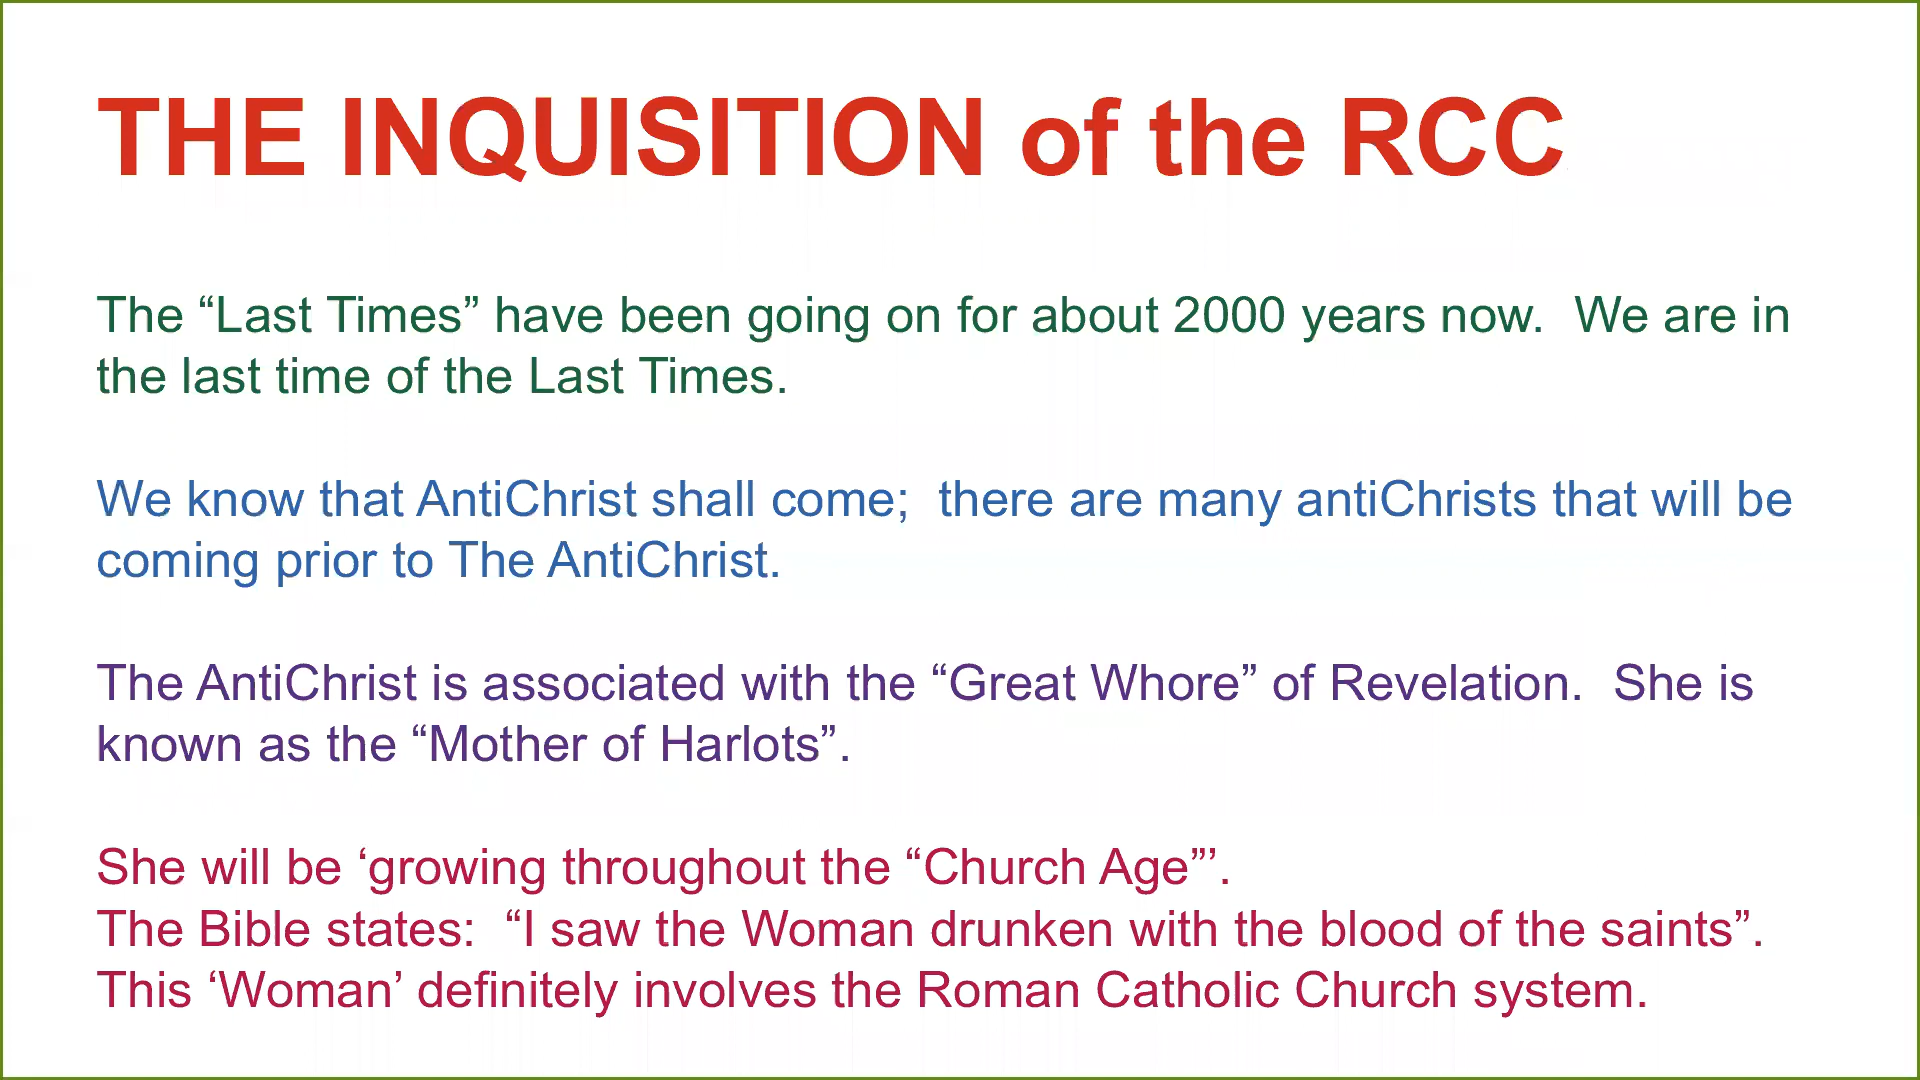 THE INQUISITION of the RCC
The “Last Times” have been going on for about 2000 years now.  We are in
the last time of the Last Times.
We know that AntiChrist shall come;  there are many antiChrists that will be
coming prior to The AntiChrist.
The AntiChrist is associated with the “Great Whore” of Revelation.  She is
known as the “Mother of Harlots”.
She will be ‘growing throughout the “Church Age”’.
The Bible states:  “I saw the Woman drunken with the blood of the saints”.
This ‘Woman’ definitely involves the Roman Catholic Church system.